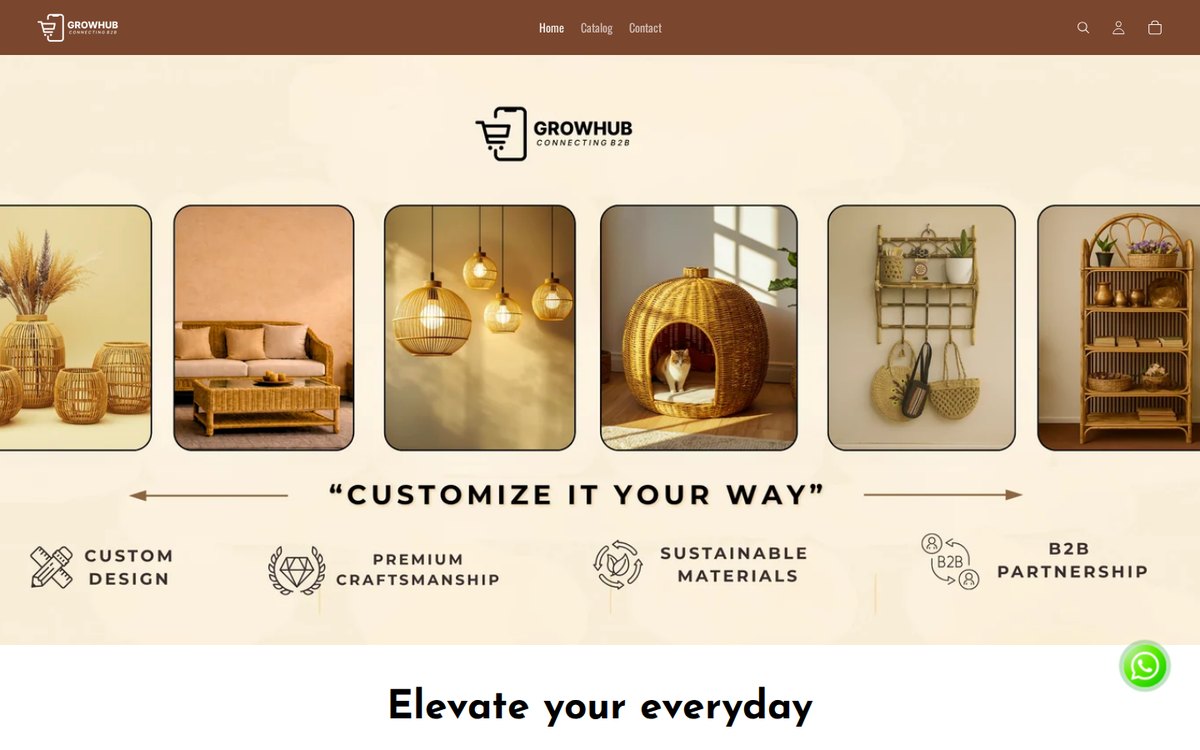 GROWHUB
CONNECTING B2B
Home Catalog Contact
GROWHUB
CONNECTING B2B
“CUSTOMIZE IT YOUR WAY”
CUSTOM
DESIGN
PREMIUM
CRAFTSMANSHIP
SUSTAINABLE
MATERIALS
B2B
B2B
PARTNERSHIP
Elevate your everyday